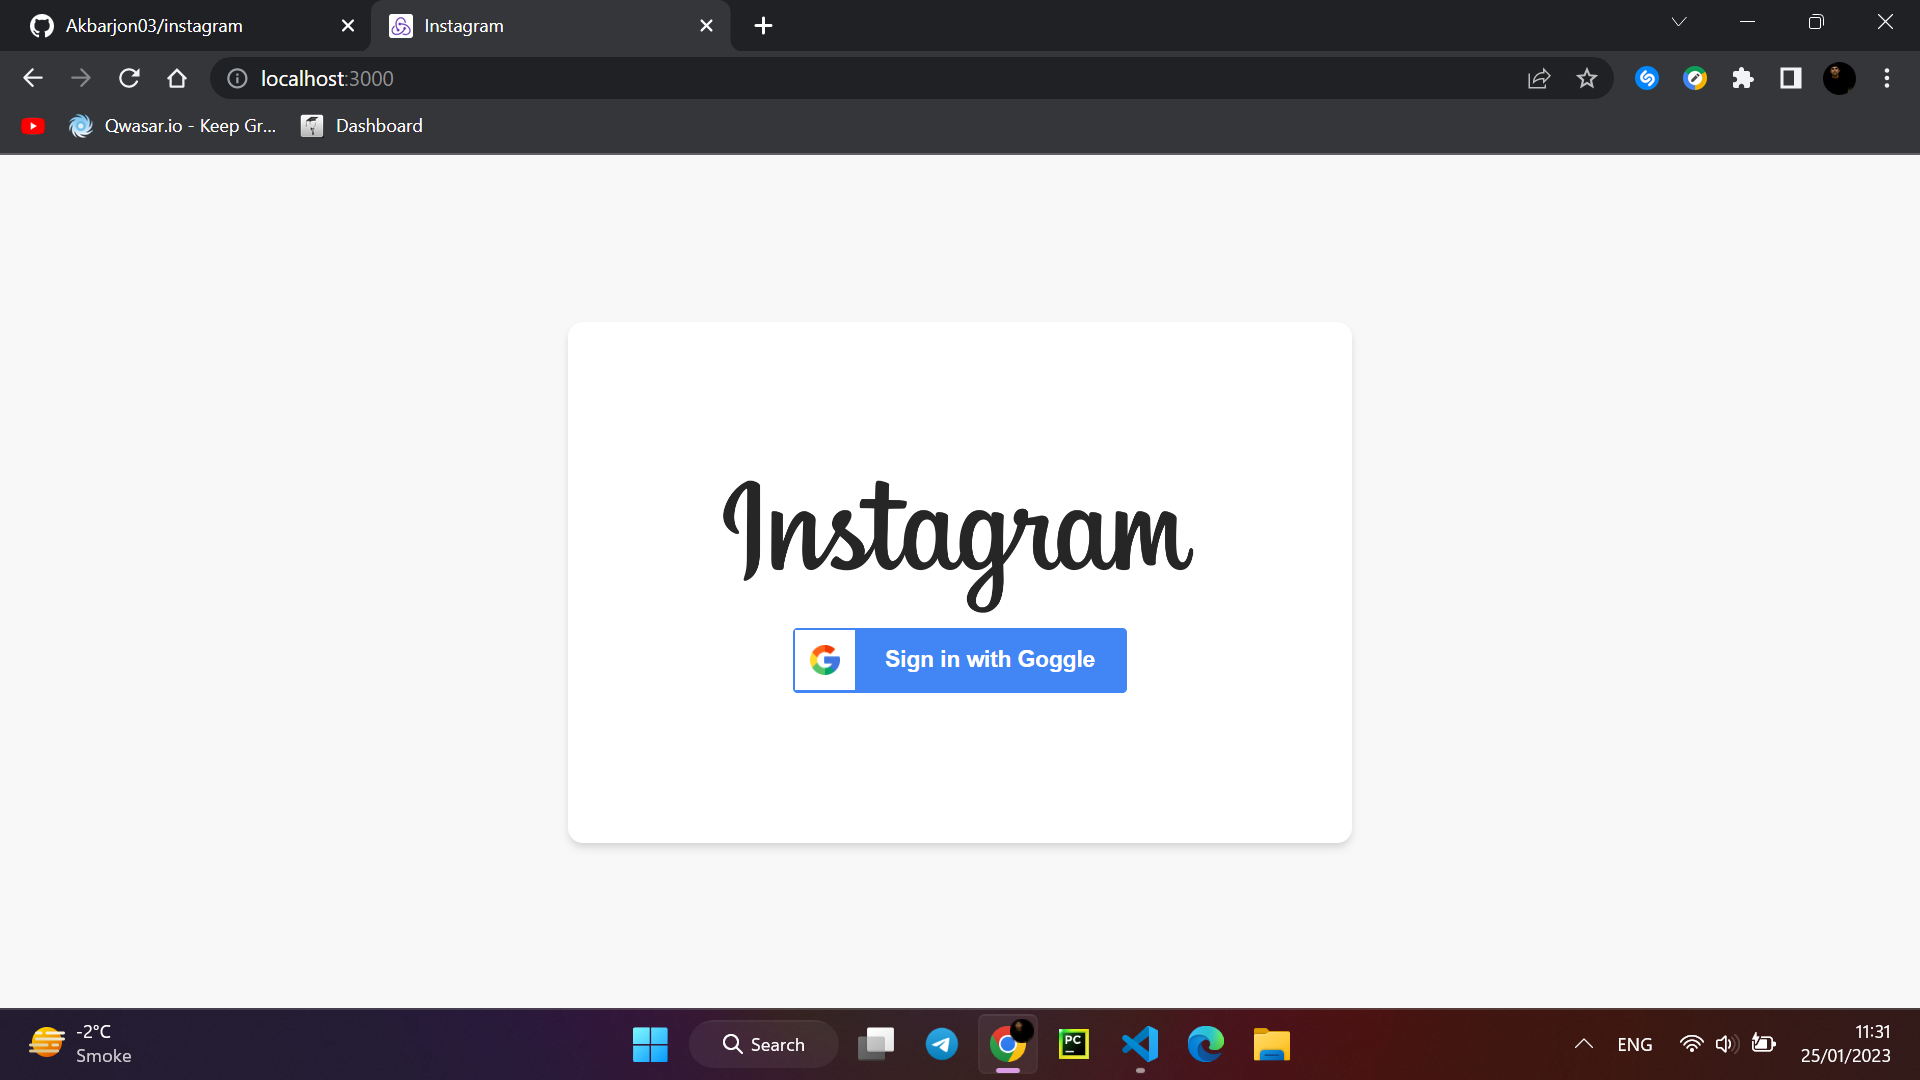 Akbarjon03/instagram
Instagram
localhost:3000
Qwasar.io - Keep Gr...
Dashboard
Instagram
G
Sign in with Goggle
-2°C
Smoke
Search
PC
ENG
11:31
25/01/2023